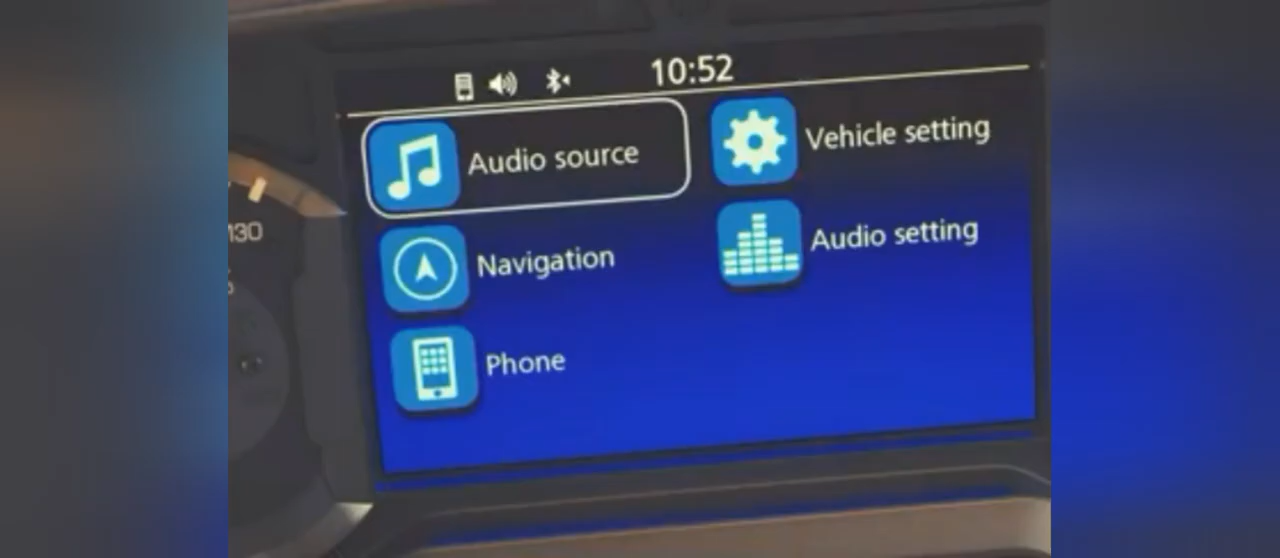 10:52
Audio source
Vehicle setting
Navigation
Audio setting
Phone
130